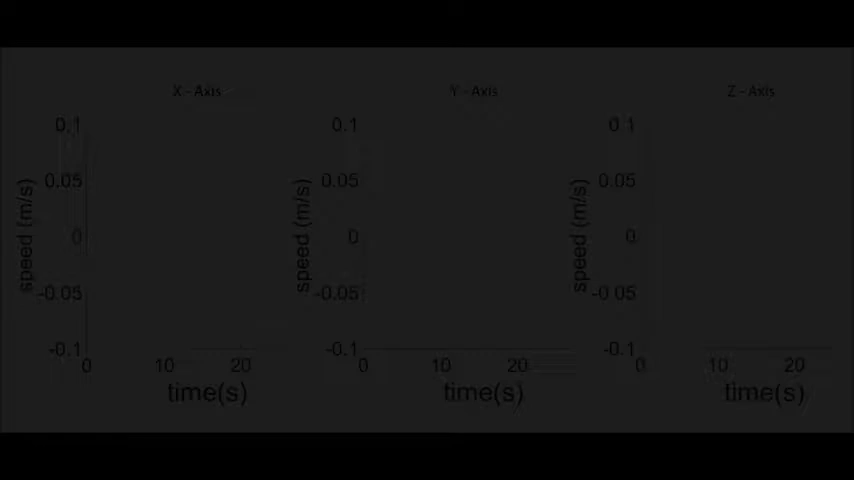 X - Axis
Y - Axis
Z - Axis
0.1
0.05
0
-0.05
-0.1
speed (m/s)
0 10 20
time(s)
0.1
0.05
0
-0.05
-0.1
speed (m/s)
0 10 20
time(s)
0.1
0.05
0
-0.05
-0.1
speed (m/s)
0 10 20
time(s)